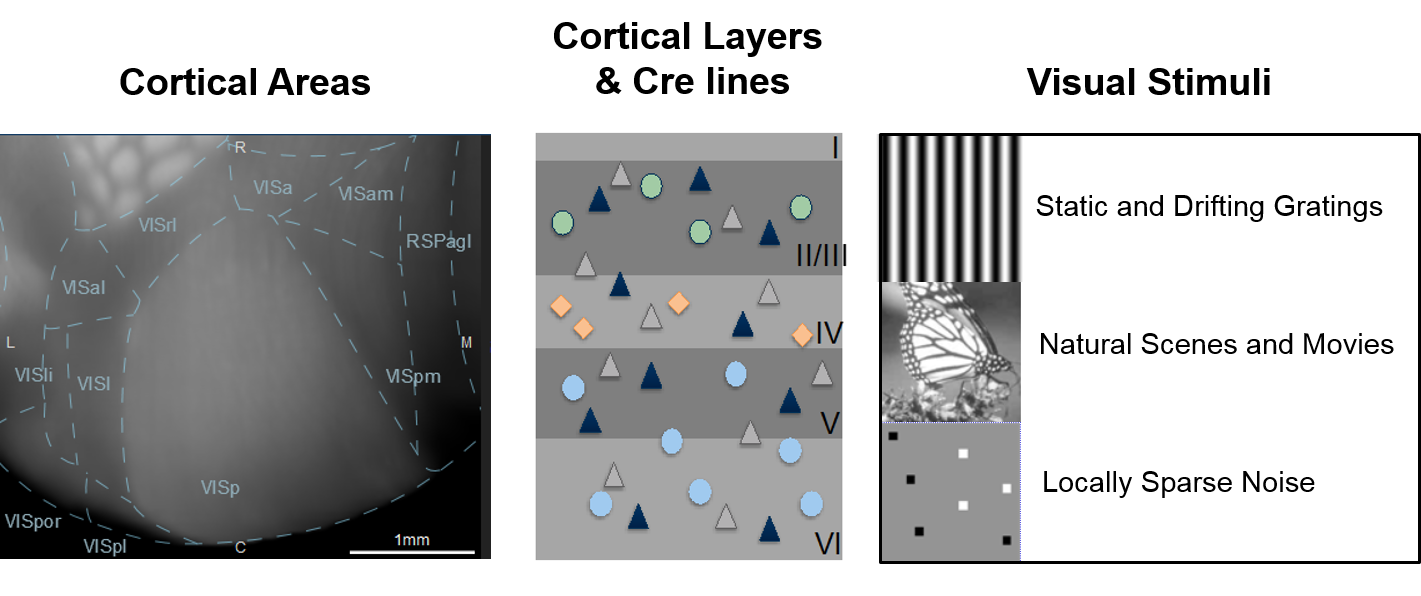 Cortical Areas
Cortical Layers
& Cre lines
Visual Stimuli
R
VISa
VISam
VISrl
RSPagl
VISal
L
M
VISli
VISl
VISpm
VISp
VISpor
VISpl
C
1mm
I
II/III
IV
V
VI
Static and Drifting Gratings
Natural Scenes and Movies
Locally Sparse Noise